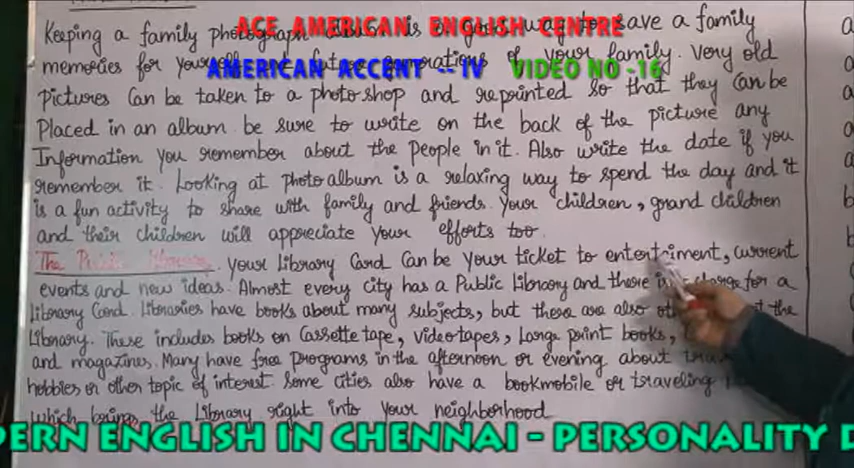 ACE AMERICAN ENGLISH CENTRE
AMERICAN ACCENT -- IV VIDEO NO -16
Keeping a family photograph is a good way to save a family
memories for yourself and future generations of your family. Very old
pictures can be taken to a photoshop and reprinted so that they can be
Placed in an album. be sure to write on the back of the picture any
Information you remember about the People in it. Also write the date if you
remember it. Looking at photoalbum is a relaxing way to spend the day and it
is a fun activity to share with family and friends. Your children, grand children
and their children will appreciate your efforts too.
The Public Your Library Card Can be Your ticket to entertainment, current
events and new ideas. Almost every city has a Public Library and there is charge for a
Library Card. libraries have books about many subjects, but there are also the
Library. These includes books on Cassette tape, videotapes, Large print books,
and magazines. Many have free programs in the afternoon or evening about
hobbies or other topic of interest. Some cities also have a bookmobile or traveling
which brings the Library right into your neighborhood
DERN ENGLISH IN CHENNAI - PERSONALITY D